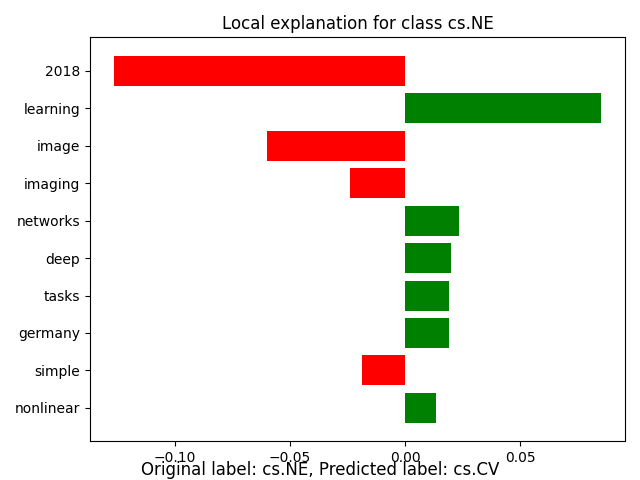 Local explanation for class cs.NE
2018
learning
image
imaging
networks
deep
tasks
germany
simple
nonlinear
−0.10 −0.05 0.00 0.05
Original label: cs.NE, Predicted label: cs.CV